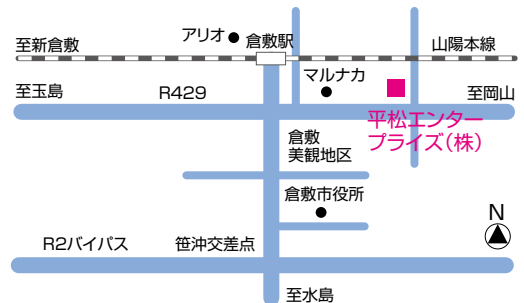 アリオ
倉敷駅
至新倉敷
山陽本線
マルナカ
至玉島
R429
至岡山
平松エンター
プライズ(株)
倉敷
美観地区
倉敷市役所
N
R2バイパス
笹沖交差点
至水島